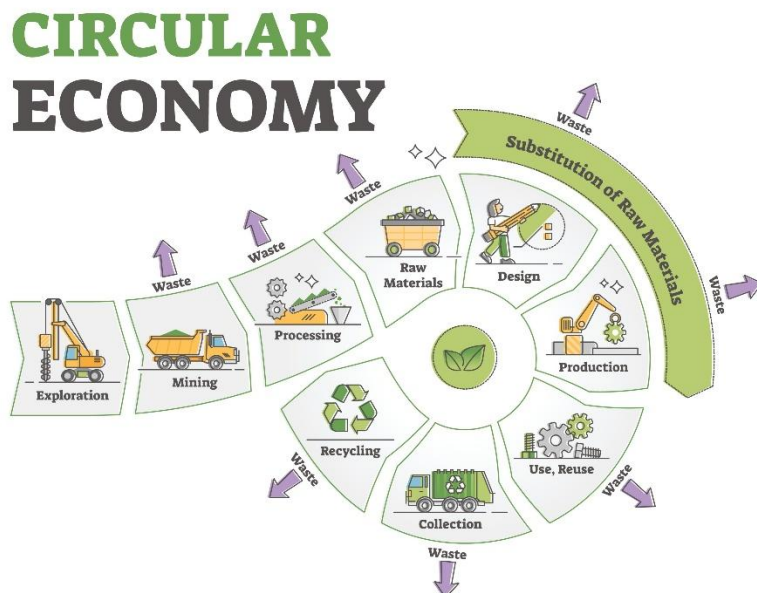 CIRCULAR
ECONOMY
Waste
Waste
Waste
Waste
Substitution of Raw Materials
Waste
Exploration
Mining
Processing
Raw
Materials
Design
Production
Use, Reuse
Waste
Collection
Waste
Recycling
Waste